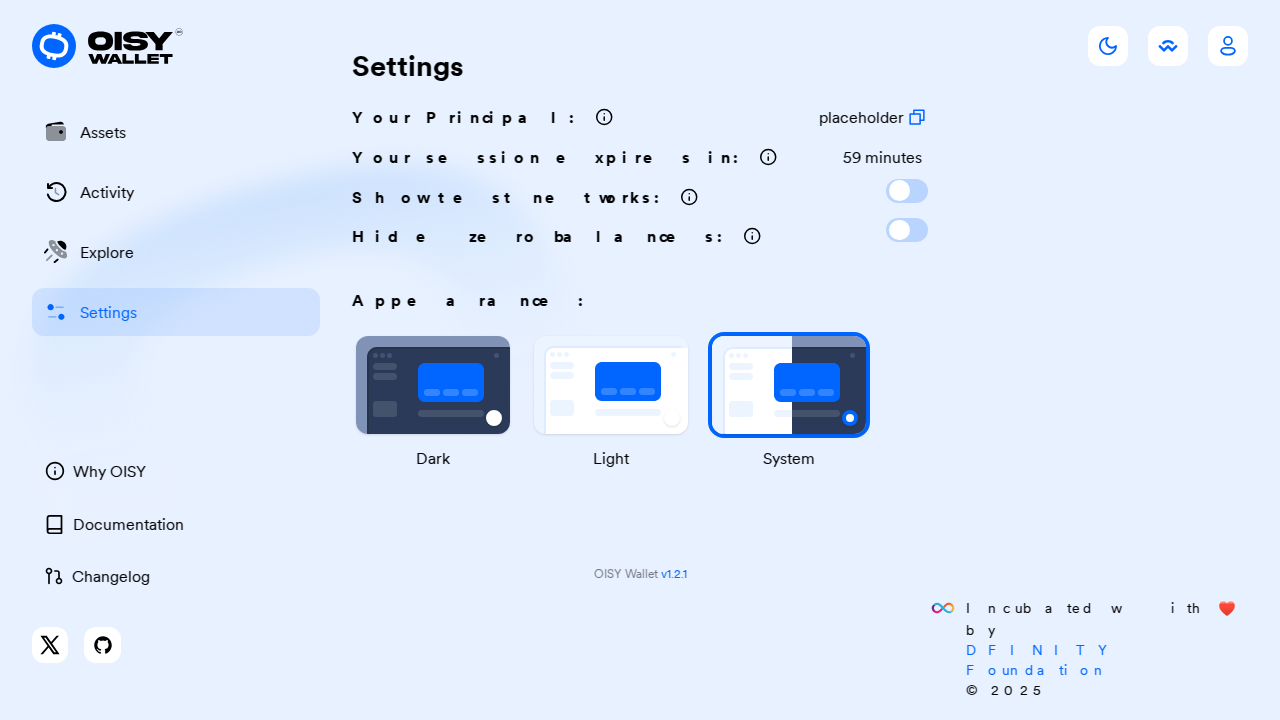 OISY
WALLET
Settings
Assets
Activity
Explore
Settings
Your Principal:
placeholder
Your session expires in:
59 minutes
Show test networks:
Hide zero balances:
Appearance:
Dark
Light
System
Why OISY
Documentation
Changelog
OISY Wallet v1.2.1
Incubated with ❤️
by
DFINITY
Foundation
© 2025